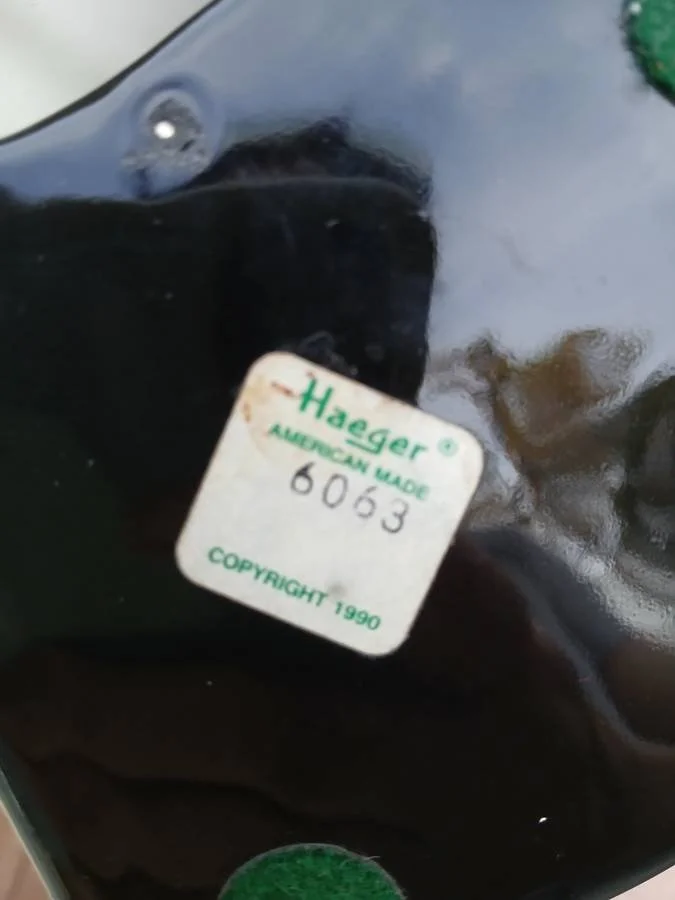 Haeger ®
AMERICAN MADE
6063
COPYRIGHT 1990